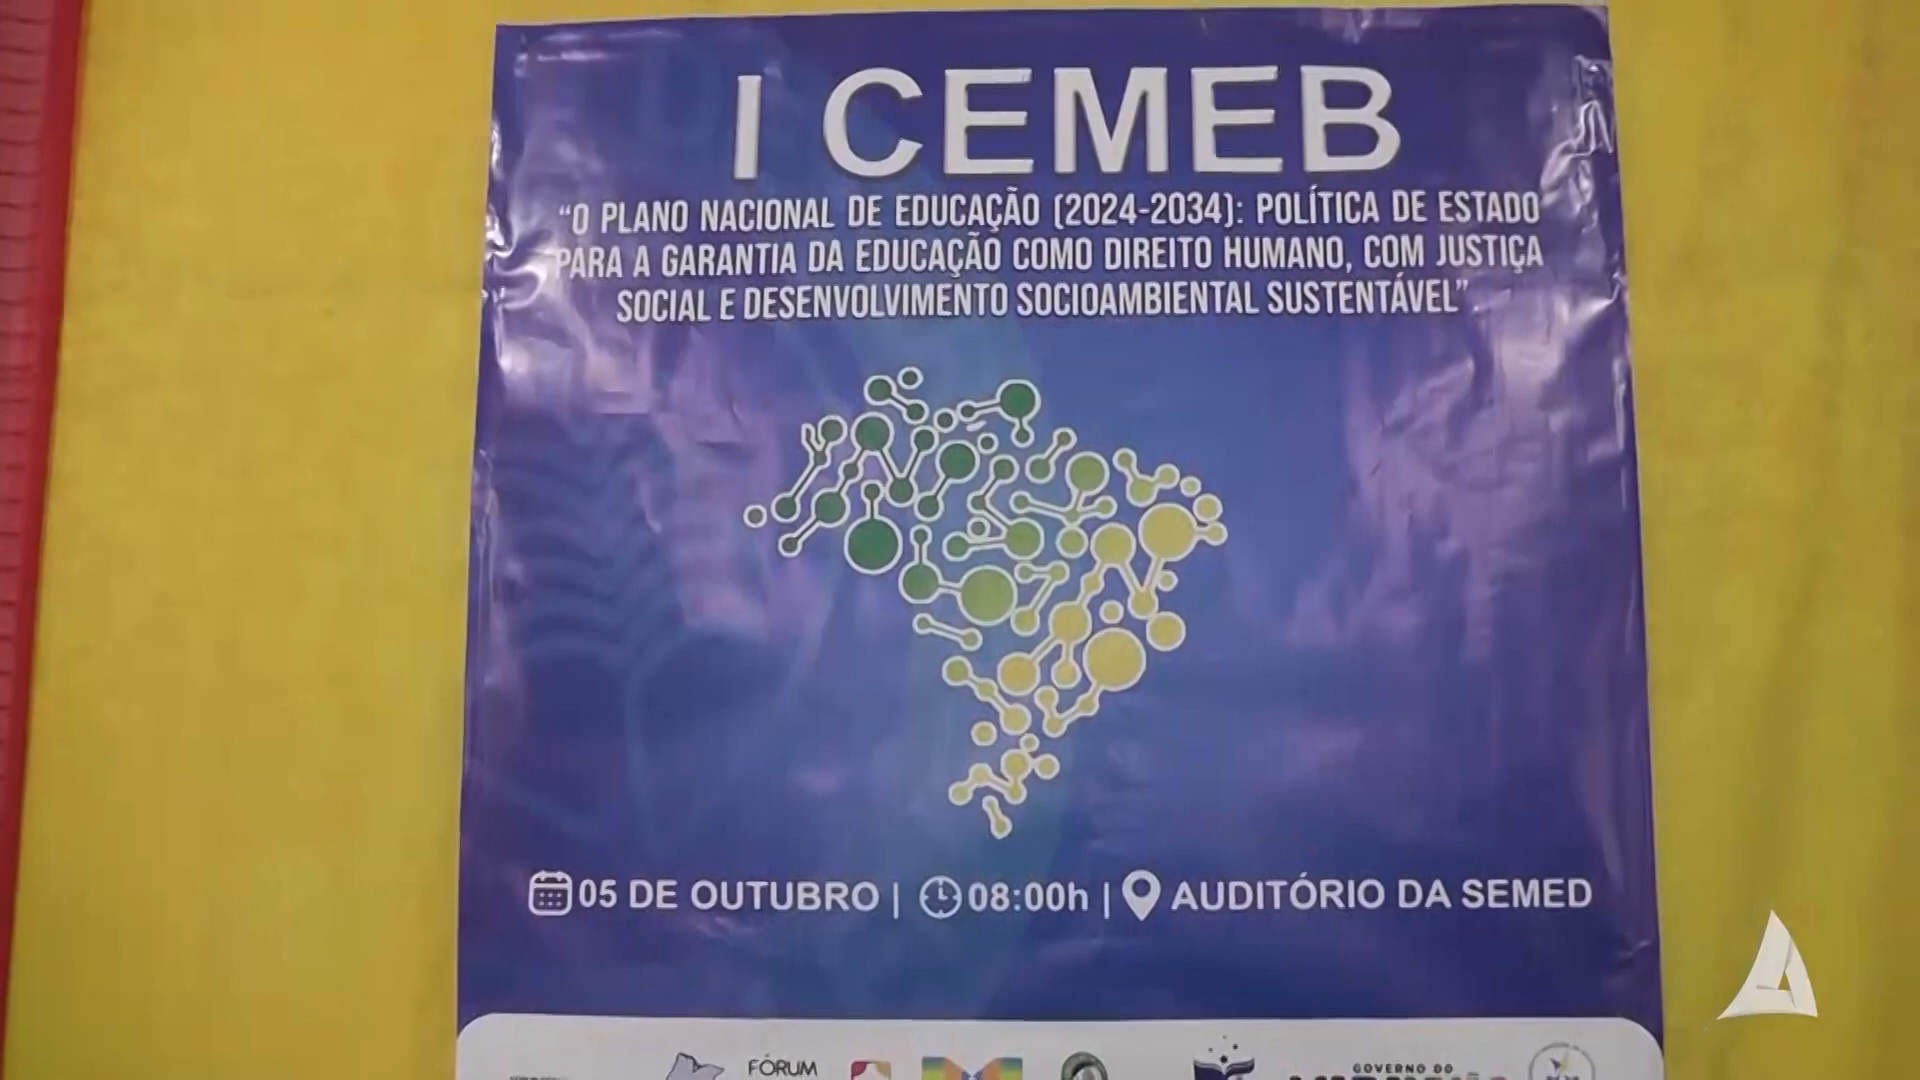 I CEMEB
“O PLANO NACIONAL DE EDUCAÇÃO (2024-2034): POLÍTICA DE ESTADO
PARA A GARANTIA DA EDUCAÇÃO COMO DIREITO HUMANO, COM JUSTIÇA
SOCIAL E DESENVOLVIMENTO SOCIOAMBIENTAL SUSTENTÁVEL”
05 DE OUTUBRO | 08:00h | AUDITÓRIO DA SEMED
FÓRUM
GOVERNO DO